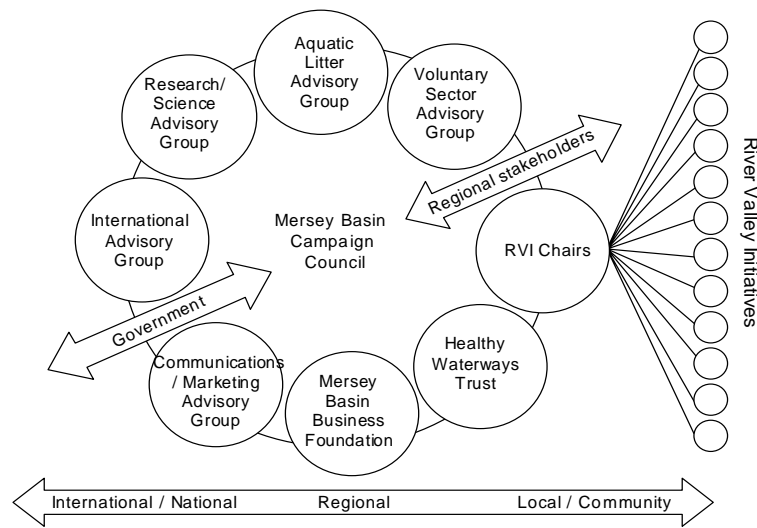 Aquatic
Litter
Advisory
Group
Research/
Science
Advisory
Group
Voluntary
Sector
Advisory
Group
Regional stakeholders
River Valley Initiatives
International
Advisory
Group
Mersey Basin
Campaign
Council
RVI Chairs
Government
Communications
/ Marketing
Advisory
Group
Mersey
Basin
Business
Foundation
Healthy
Waterways
Trust
International / National
Regional
Local / Community